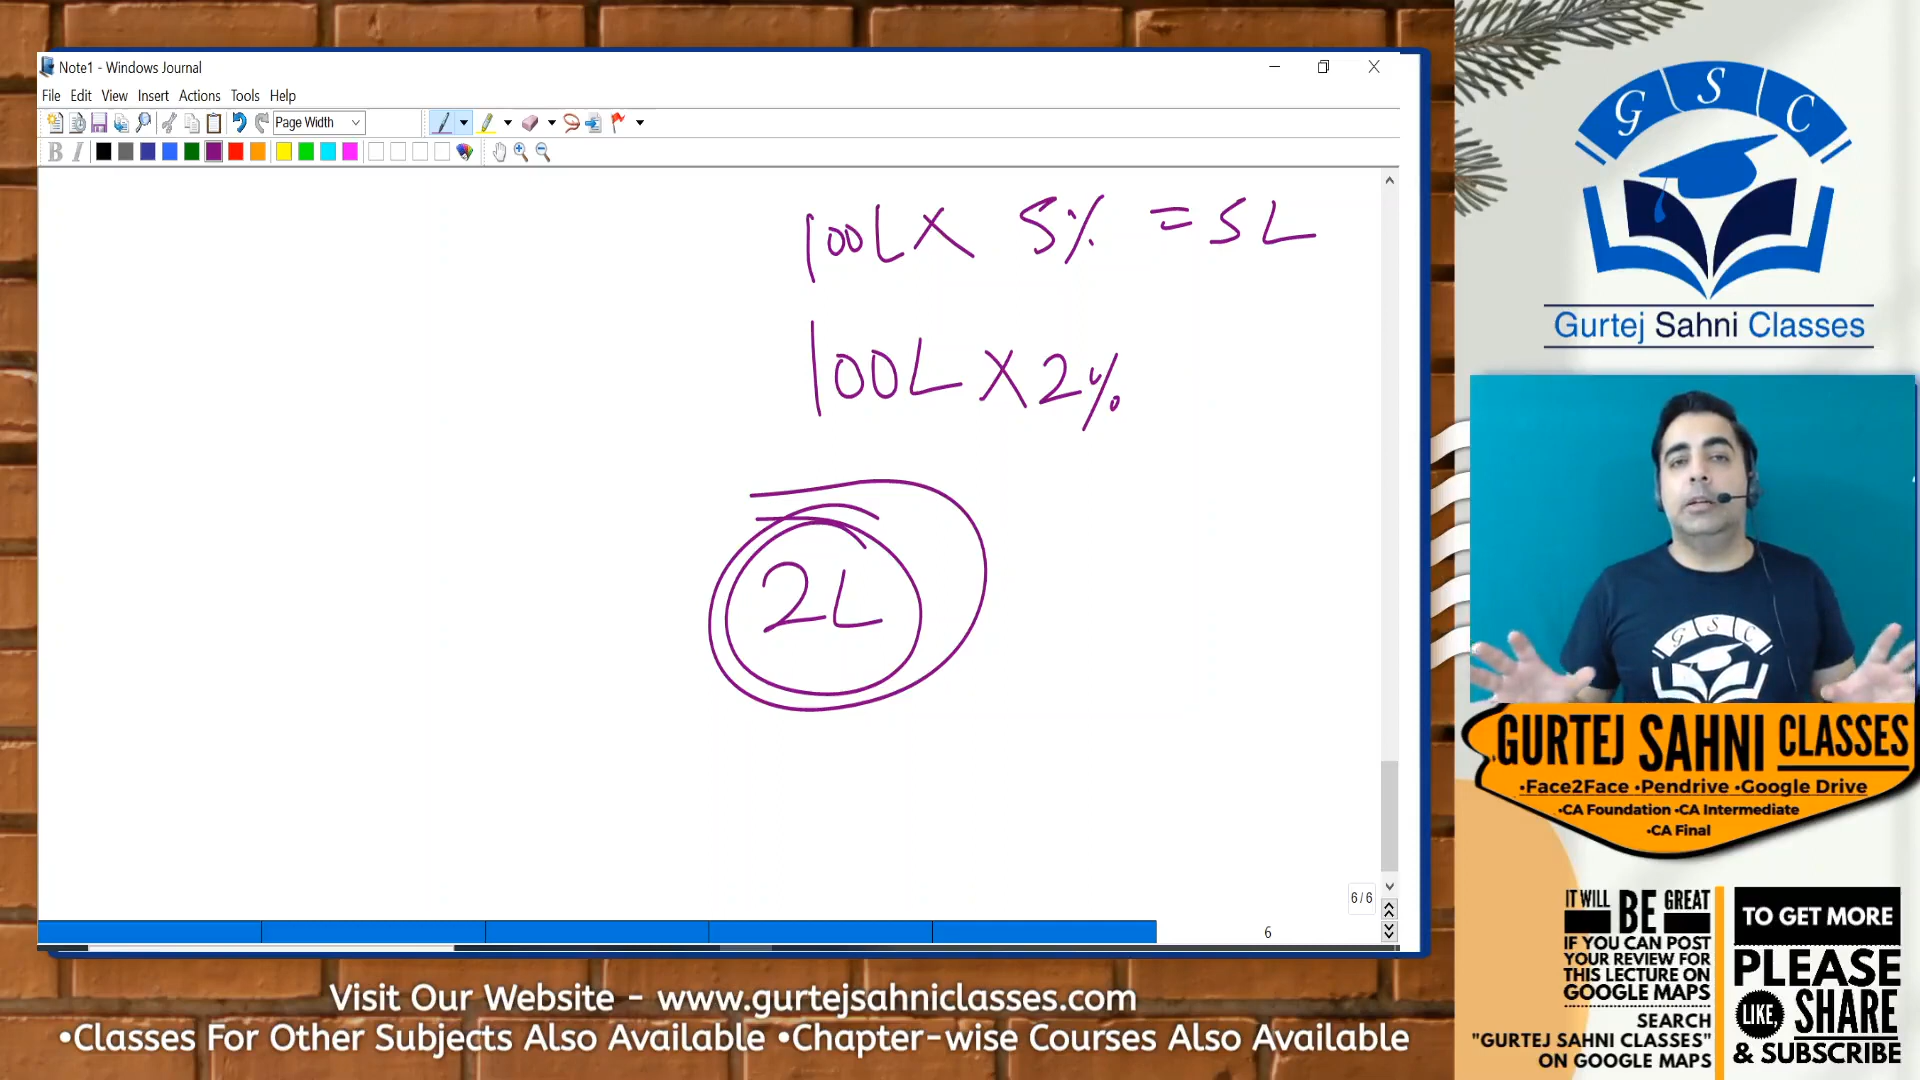 Note1 - Windows Journal
File Edit View Insert Actions Tools Help
Page Width
B I
100L X 5% = 5L
100L X 2%
2L
6/6
6
G S C
Gurtej Sahni Classes
G S C
GURTEJ SAHNI CLASSES
•Face2Face •Pendrive •Google Drive
•CA Foundation •CA Intermediate
•CA Final
IT WILL BE GREAT
IF YOU CAN POST
YOUR REVIEW FOR
THIS LECTURE ON
GOOGLE MAPS
SEARCH
"GURTEJ SAHNI CLASSES"
ON GOOGLE MAPS
TO GET MORE
PLEASE
LIKE, SHARE
& SUBSCRIBE
Visit Our Website - www.gurtejsahniclasses.com
•Classes For Other Subjects Also Available •Chapter-wise Courses Also Available